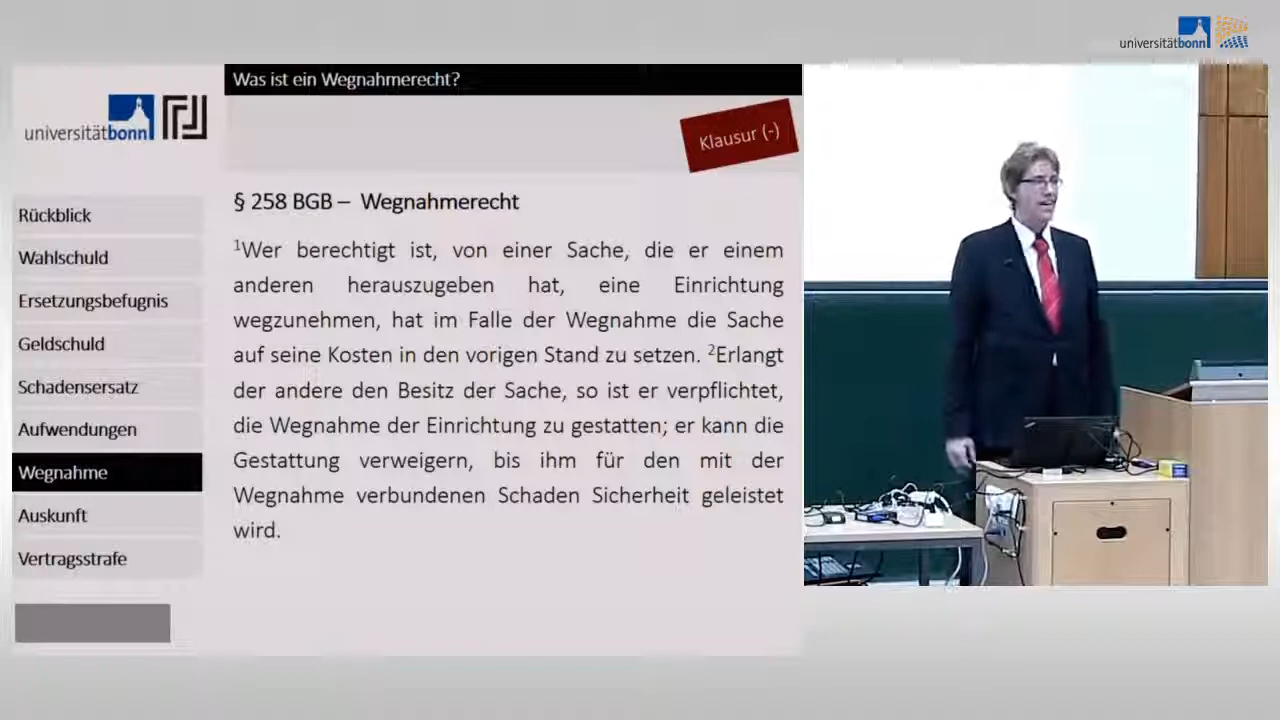 universitätbonn
Was ist ein Wegnahmerecht?
universitätbonn
Klausur (-)
Rückblick
Wahlschuld
Ersetzungsbefugnis
Geldschuld
Schadensersatz
Aufwendungen
Wegnahme
Auskunft
Vertragsstrafe
§ 258 BGB – Wegnahmerecht
¹Wer berechtigt ist, von einer Sache, die er einem
anderen herauszugeben hat, eine Einrichtung
wegzunehmen, hat im Falle der Wegnahme die Sache
auf seine Kosten in den vorigen Stand zu setzen. ²Erlangt
der andere den Besitz der Sache, so ist er verpflichtet,
die Wegnahme der Einrichtung zu gestatten; er kann die
Gestattung verweigern, bis ihm für den mit der
Wegnahme verbundenen Schaden Sicherheit geleistet
wird.